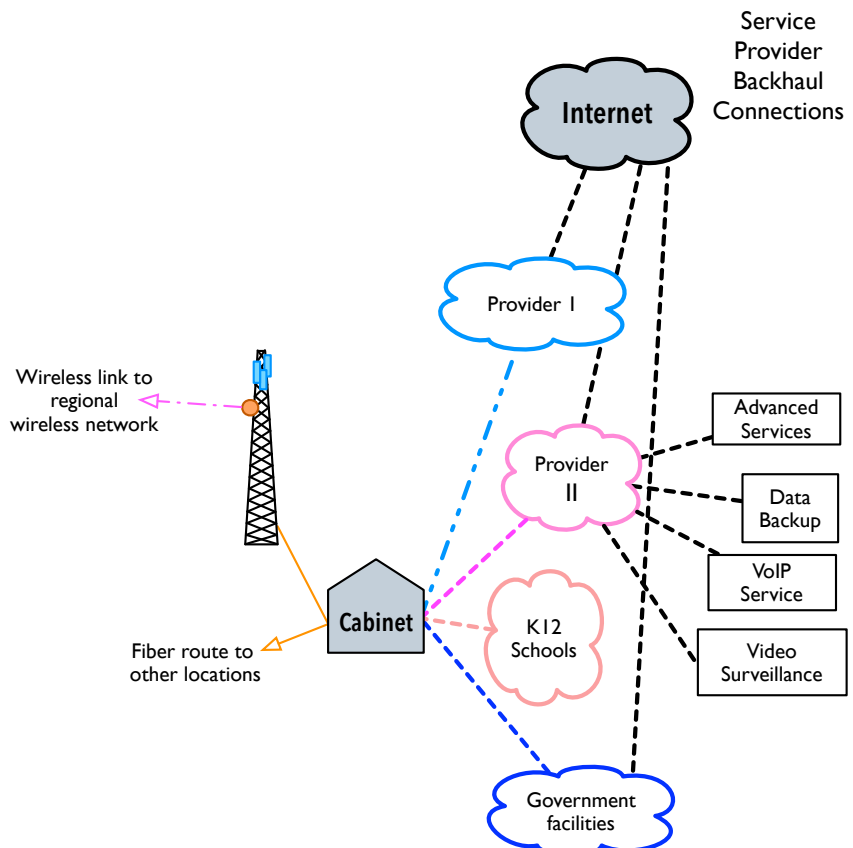 Service
Provider
Backhaul
Connections
Internet
Provider 1
Wireless link to
regional
wireless network
Advanced
Services
Provider
II
Data
Backup
VoIP
Service
Cabinet
K12
Schools
Fiber route to
other locations
Video
Surveillance
Government
facilities